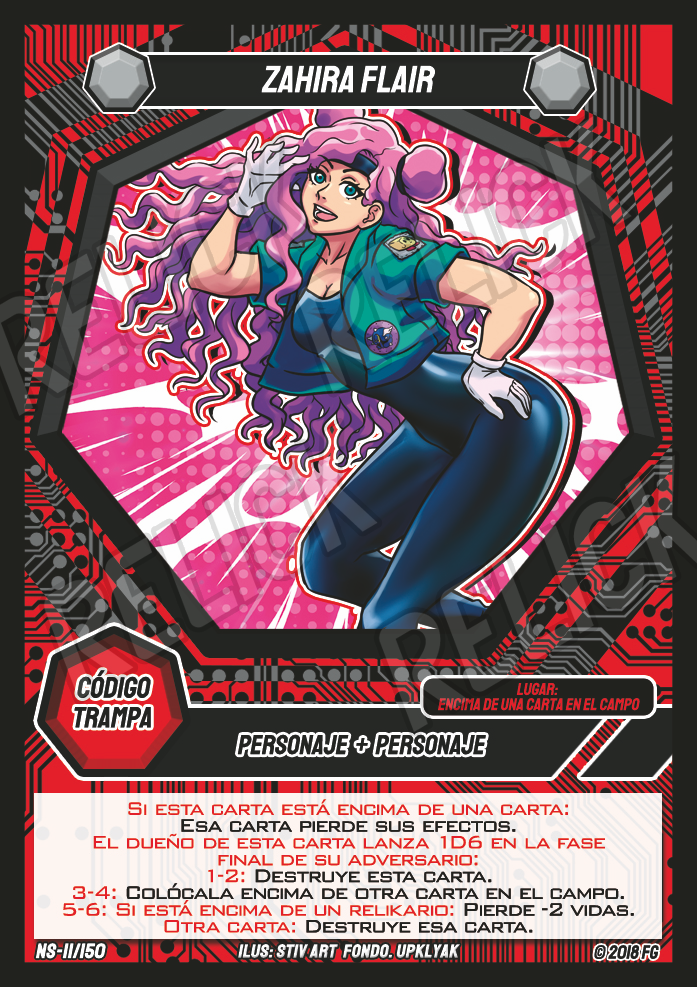 ZAHIRA FLAIR
CÓDIGO
TRAMPA
LUGAR:
ENCIMA DE UNA CARTA EN EL CAMPO
PERSONAJE + PERSONAJE
SI ESTA CARTA ESTÁ ENCIMA DE UNA CARTA:
ESA CARTA PIERDE SUS EFECTOS.
EL DUEÑO DE ESTA CARTA LANZA 1D6 EN LA FASE
FINAL DE SU ADVERSARIO:
1-2: DESTRUYE ESTA CARTA.
3-4: COLÓCALA ENCIMA DE OTRA CARTA EN EL CAMPO.
5-6: SI ESTÁ ENCIMA DE UN RELIKARIO: PIERDE -2 VIDAS.
OTRA CARTA: DESTRUYE ESA CARTA.
NS-11/150
ILUS: STIV ART FONDO. UPKLYAK
© 2018 FG
RELICK
RELICK
RELICK
RELICK